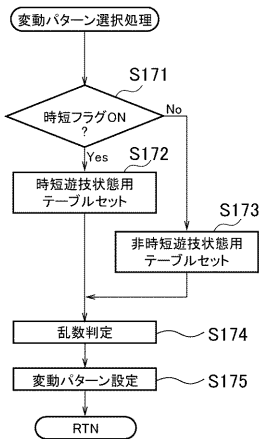 変動パターン選択処理
S171
時短フラグON
?
No
Yes
S172
時短遊技状態用
テーブルセット
S173
非時短遊技状態用
テーブルセット
乱数判定
S174
変動パターン設定
S175
RTN